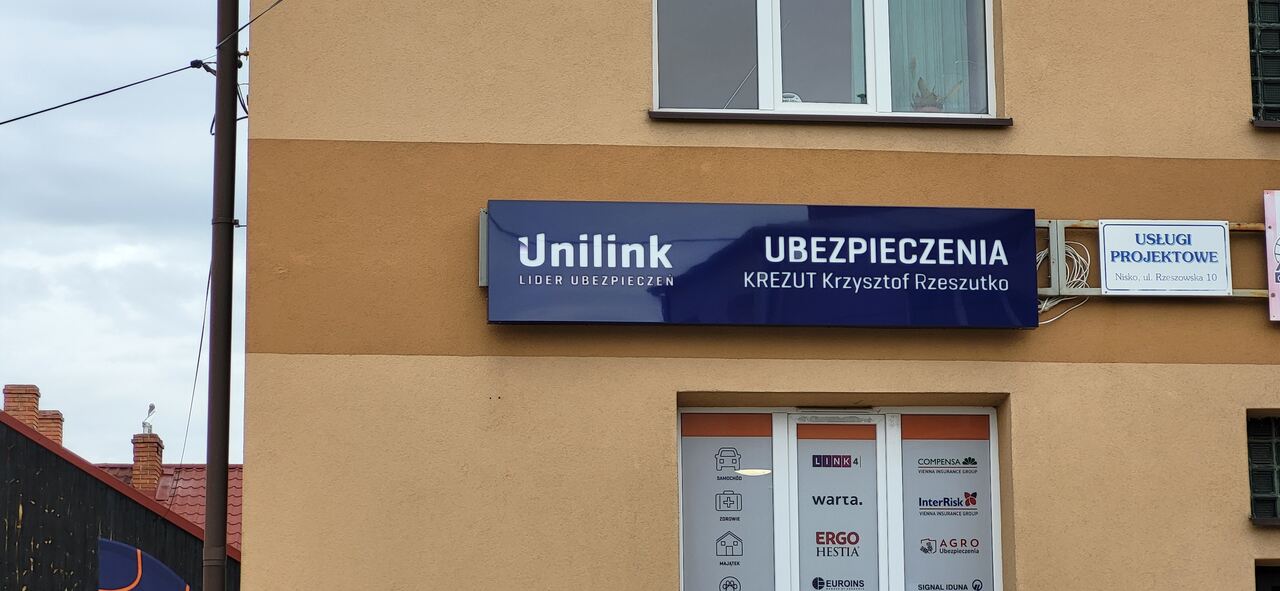 Unilink
LIDER UBEZPIECZEŃ
UBEZPIECZENIA
KREZUT Krzysztof Rzeszutko
USŁUGI
PROJEKTOWE
Nisko, ul. Rzeszowska 10
SAMOCHÓD
ZDROWIE
MAJĄTEK
LINK4
warta.
ERGO
HESTIA
EUROINS
COMPENSA
VIENNA INSURANCE GROUP
InterRisk
VIENNA INSURANCE GROUP
AGRO
Ubezpieczenia
SIGNAL IDUNA